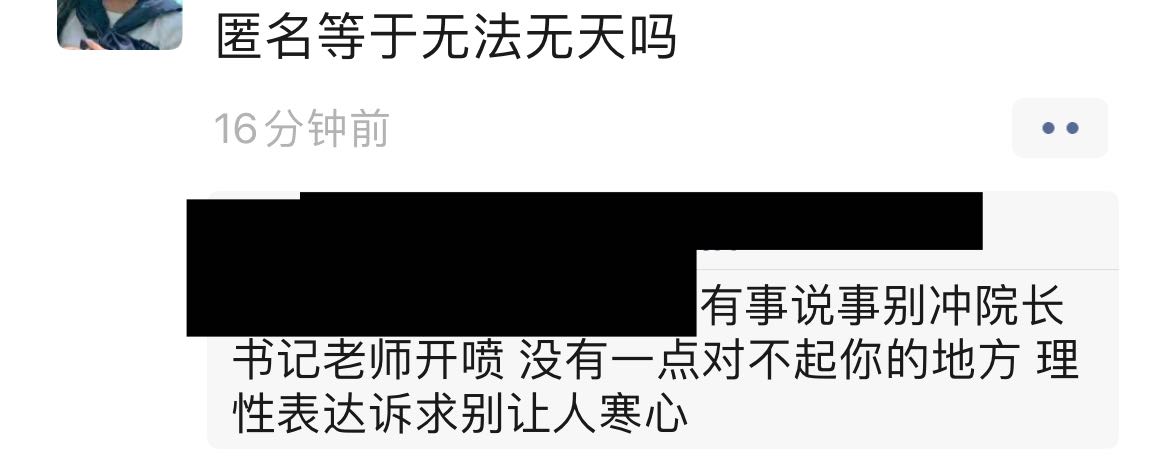 匿名等于无法无天吗
16分钟前
有事说事别冲院长
书记老师开喷 没有一点对不起你的地方 理
性表达诉求别让人寒心